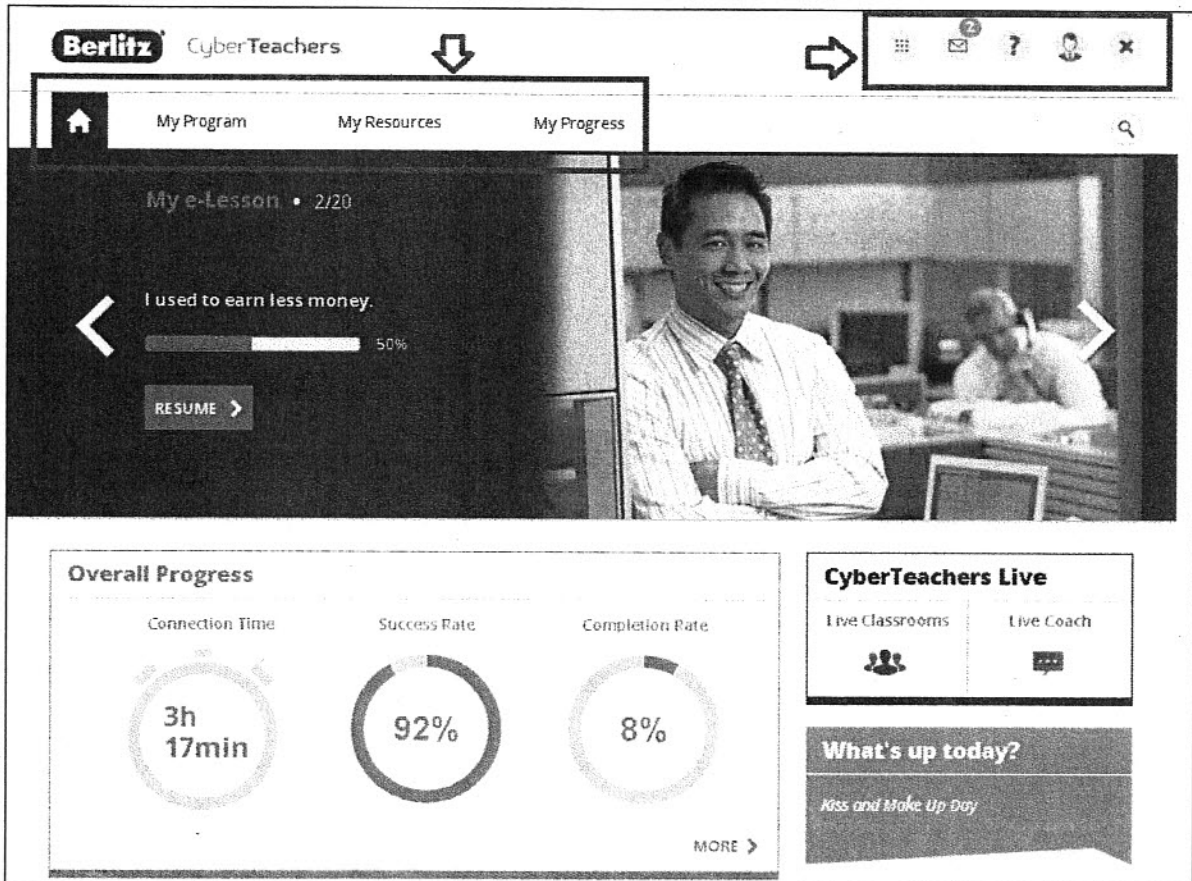 Berlitz CyberTeachers
2
?
My Program My Resources My Progress
My e-Lesson • 2/20
I used to earn less money.
50%
RESUME
Overall Progress
Connection Time Success Rate Completion Rate
3h
17min
92%
8%
MORE
CyberTeachers Live
Live Classrooms Live Coach
What's up today?
Kiss and Make Up Day